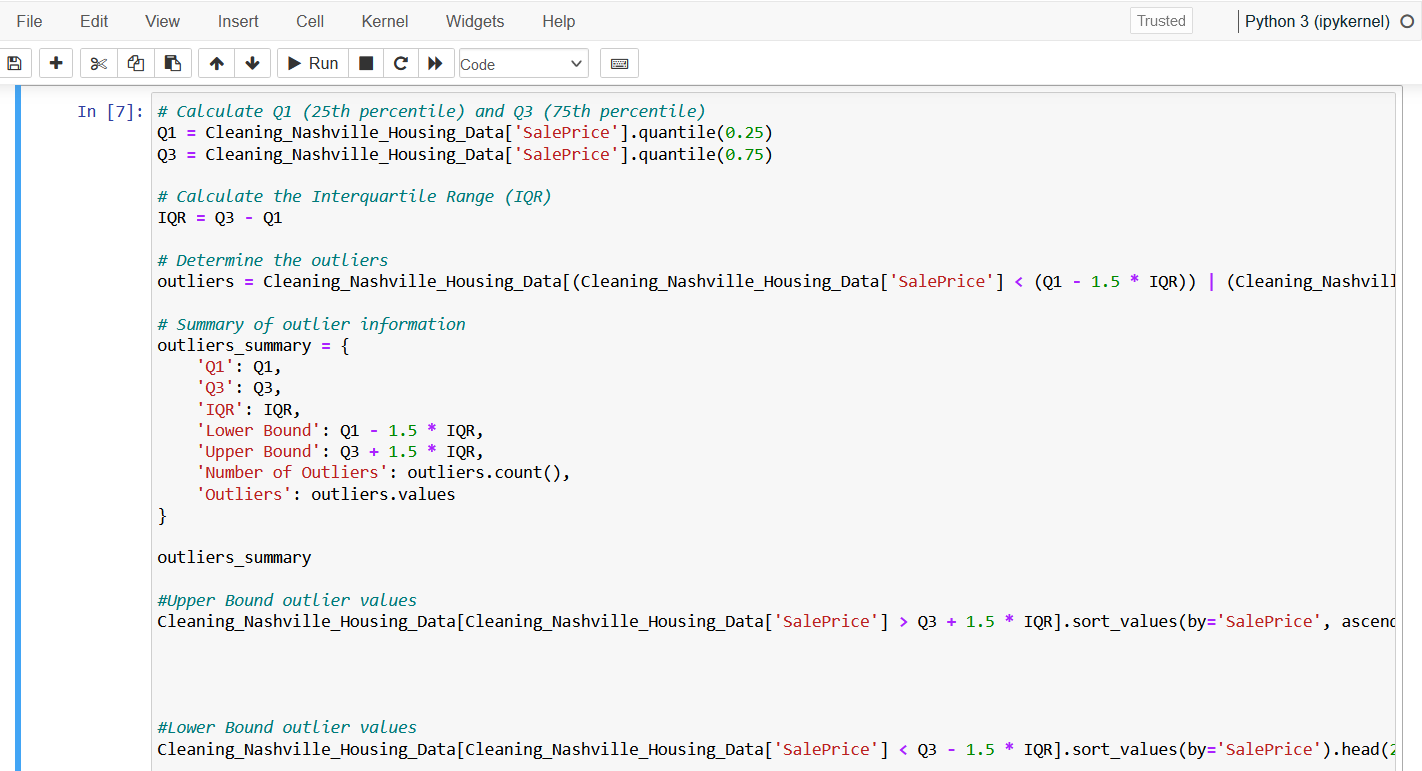 File Edit View Insert Cell Kernel Widgets Help Trusted Python 3 (ipykernel)
Run Code
In [7]: # Calculate Q1 (25th percentile) and Q3 (75th percentile)
Q1 = Cleaning_Nashville_Housing_Data['SalePrice'].quantile(0.25)
Q3 = Cleaning_Nashville_Housing_Data['SalePrice'].quantile(0.75)
# Calculate the Interquartile Range (IQR)
IQR = Q3 - Q1
# Determine the outliers
outliers = Cleaning_Nashville_Housing_Data[(Cleaning_Nashville_Housing_Data['SalePrice'] < (Q1 - 1.5 * IQR)) | (Cleaning_Nashvill
# Summary of outlier information
outliers_summary = {
'Q1': Q1,
'Q3': Q3,
'IQR': IQR,
'Lower Bound': Q1 - 1.5 * IQR,
'Upper Bound': Q3 + 1.5 * IQR,
'Number of Outliers': outliers.count(),
'Outliers': outliers.values
}
outliers_summary
#Upper Bound outlier values
Cleaning_Nashville_Housing_Data[Cleaning_Nashville_Housing_Data['SalePrice'] > Q3 + 1.5 * IQR].sort_values(by='SalePrice', ascend
#Lower Bound outlier values
Cleaning_Nashville_Housing_Data[Cleaning_Nashville_Housing_Data['SalePrice'] < Q3 - 1.5 * IQR].sort_values(by='SalePrice').head(2